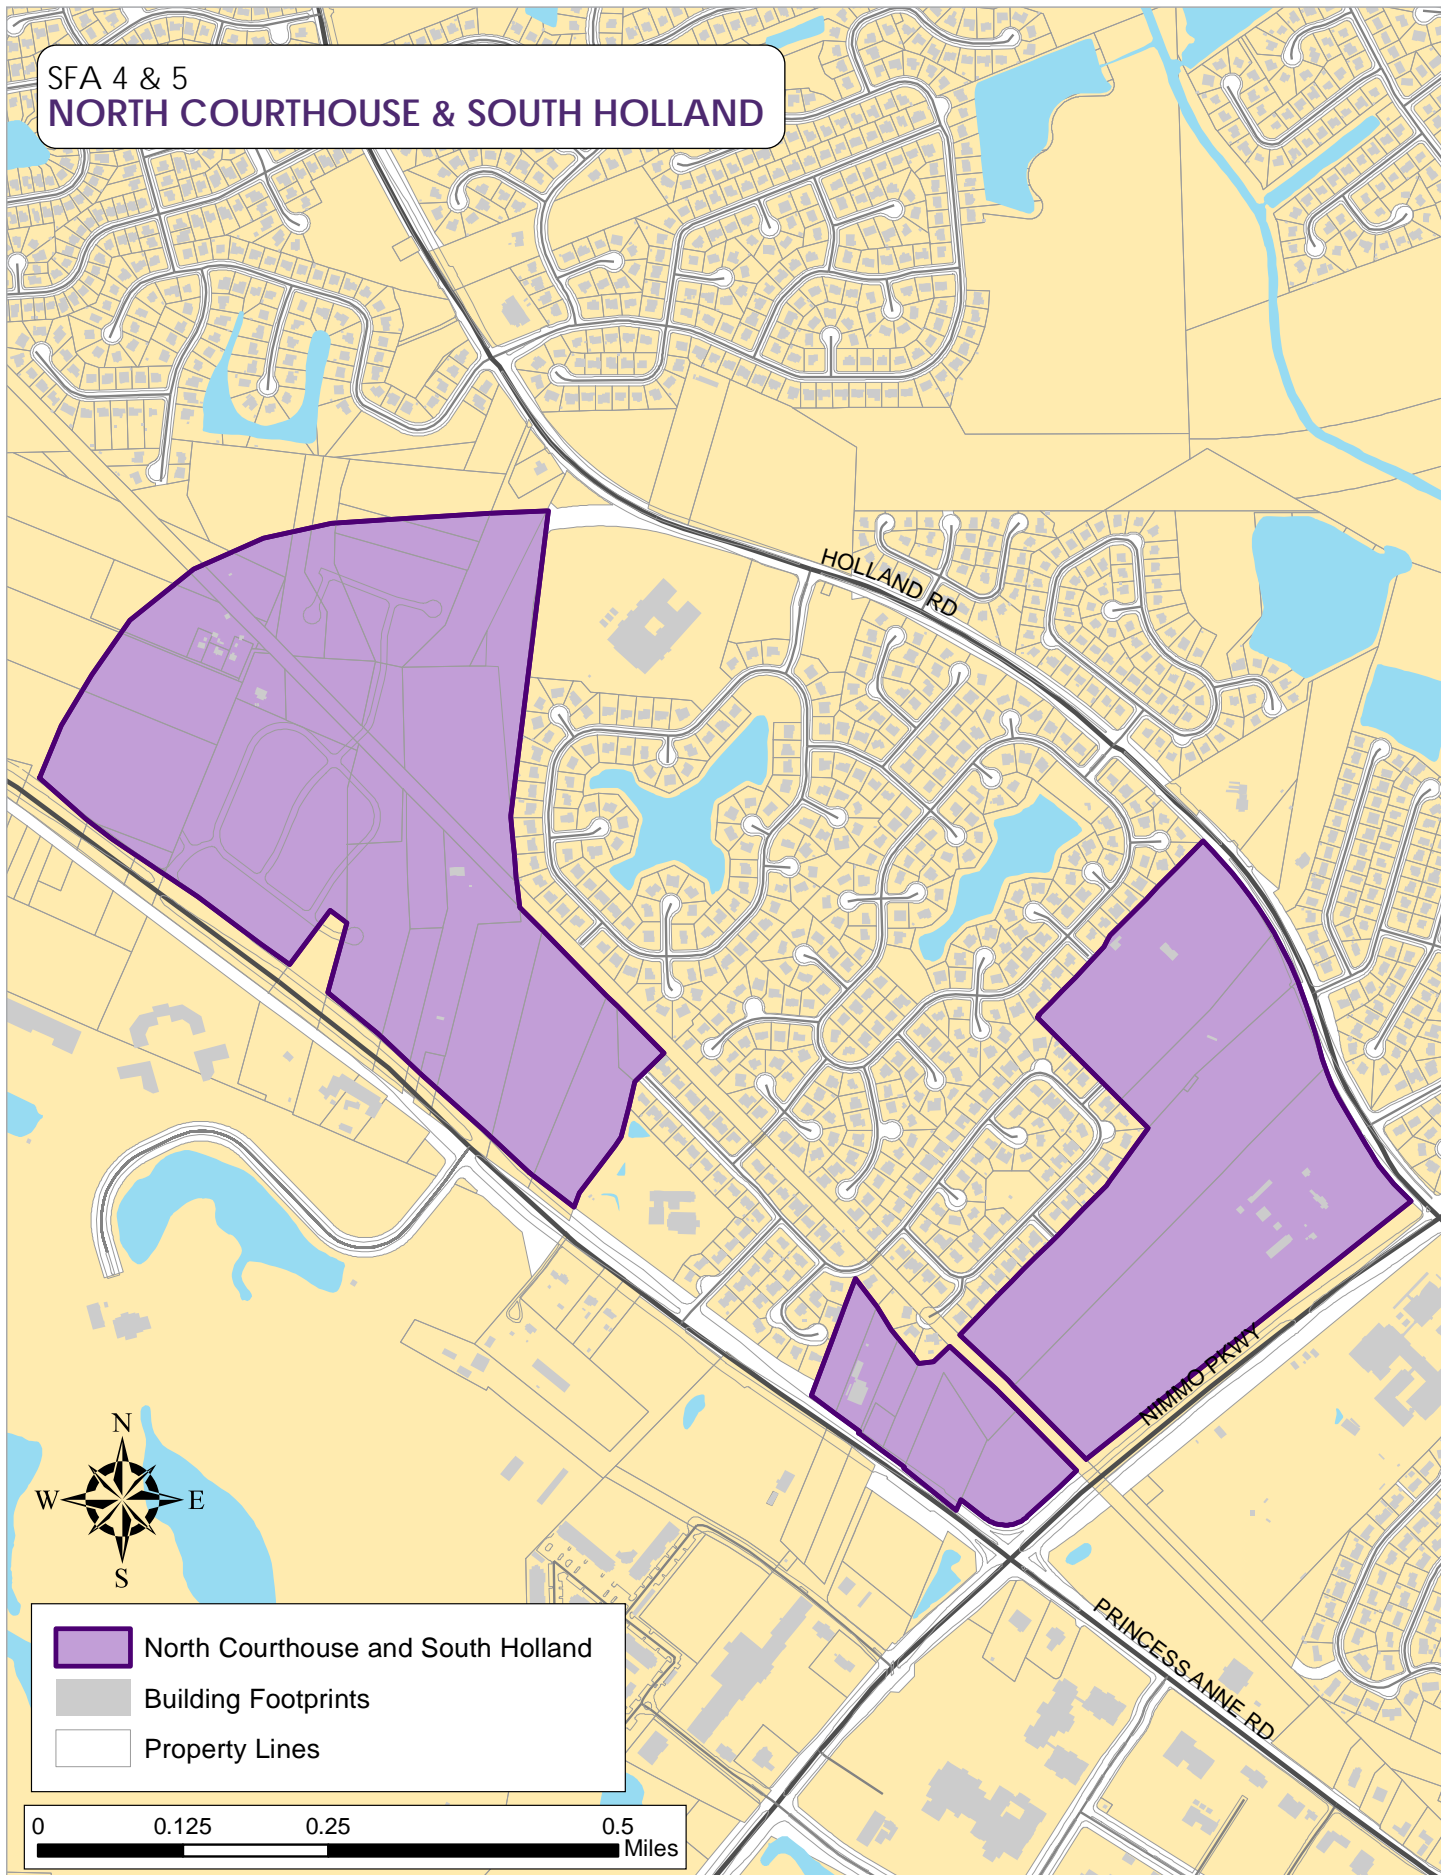 SFA 4 & 5
NORTH COURTHOUSE & SOUTH HOLLAND
HOLLAND RD
NIMMO PKWY
PRINCESS ANNE RD
N
W E
S
North Courthouse and South Holland
Building Footprints
Property Lines
0 0.125 0.25 0.5
Miles